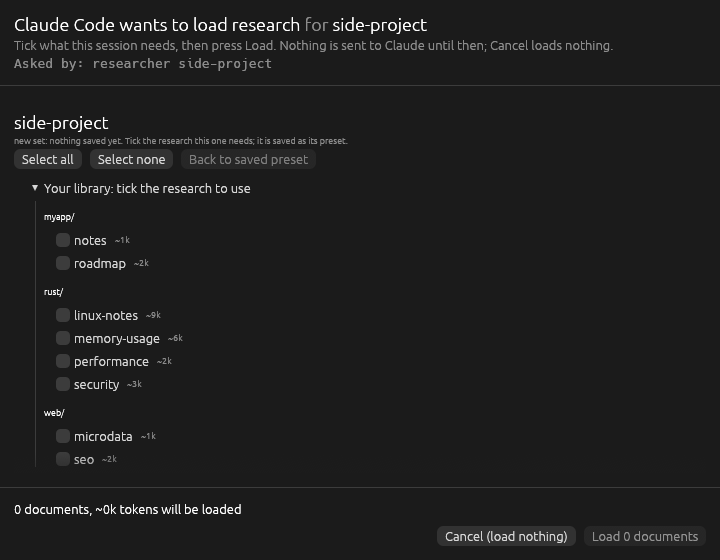 Claude Code wants to load research for side-project
Tick what this session needs, then press Load. Nothing is sent to Claude until then; Cancel loads nothing.
Asked by: researcher side-project
side-project
new set: nothing saved yet. Tick the research this one needs; it is saved as its preset.
Select all Select none Back to saved preset
▼ Your library: tick the research to use
myapp/
notes ~1k
roadmap ~2k
rust/
linux-notes ~9k
memory-usage ~6k
performance ~2k
security ~3k
web/
microdata ~1k
seo ~2k
0 documents, ~0k tokens will be loaded
Cancel (load nothing) Load 0 documents